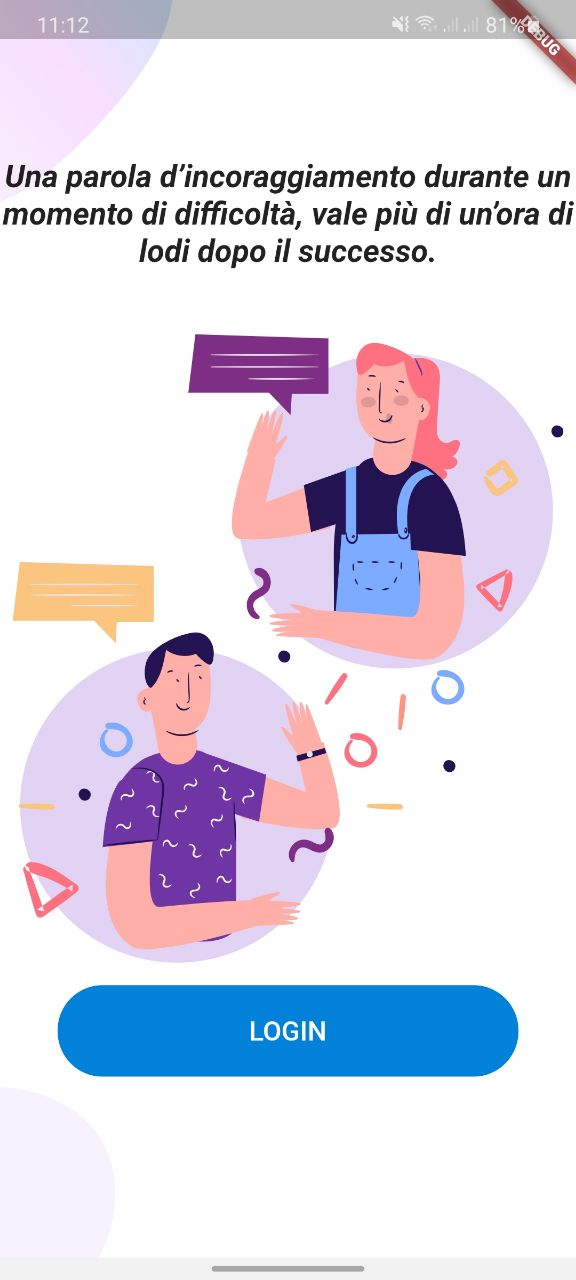 11:12
81%
DEBUG
Una parola d’incoraggiamento durante un
momento di difficoltà, vale più di un’ora di
lodi dopo il successo.
LOGIN